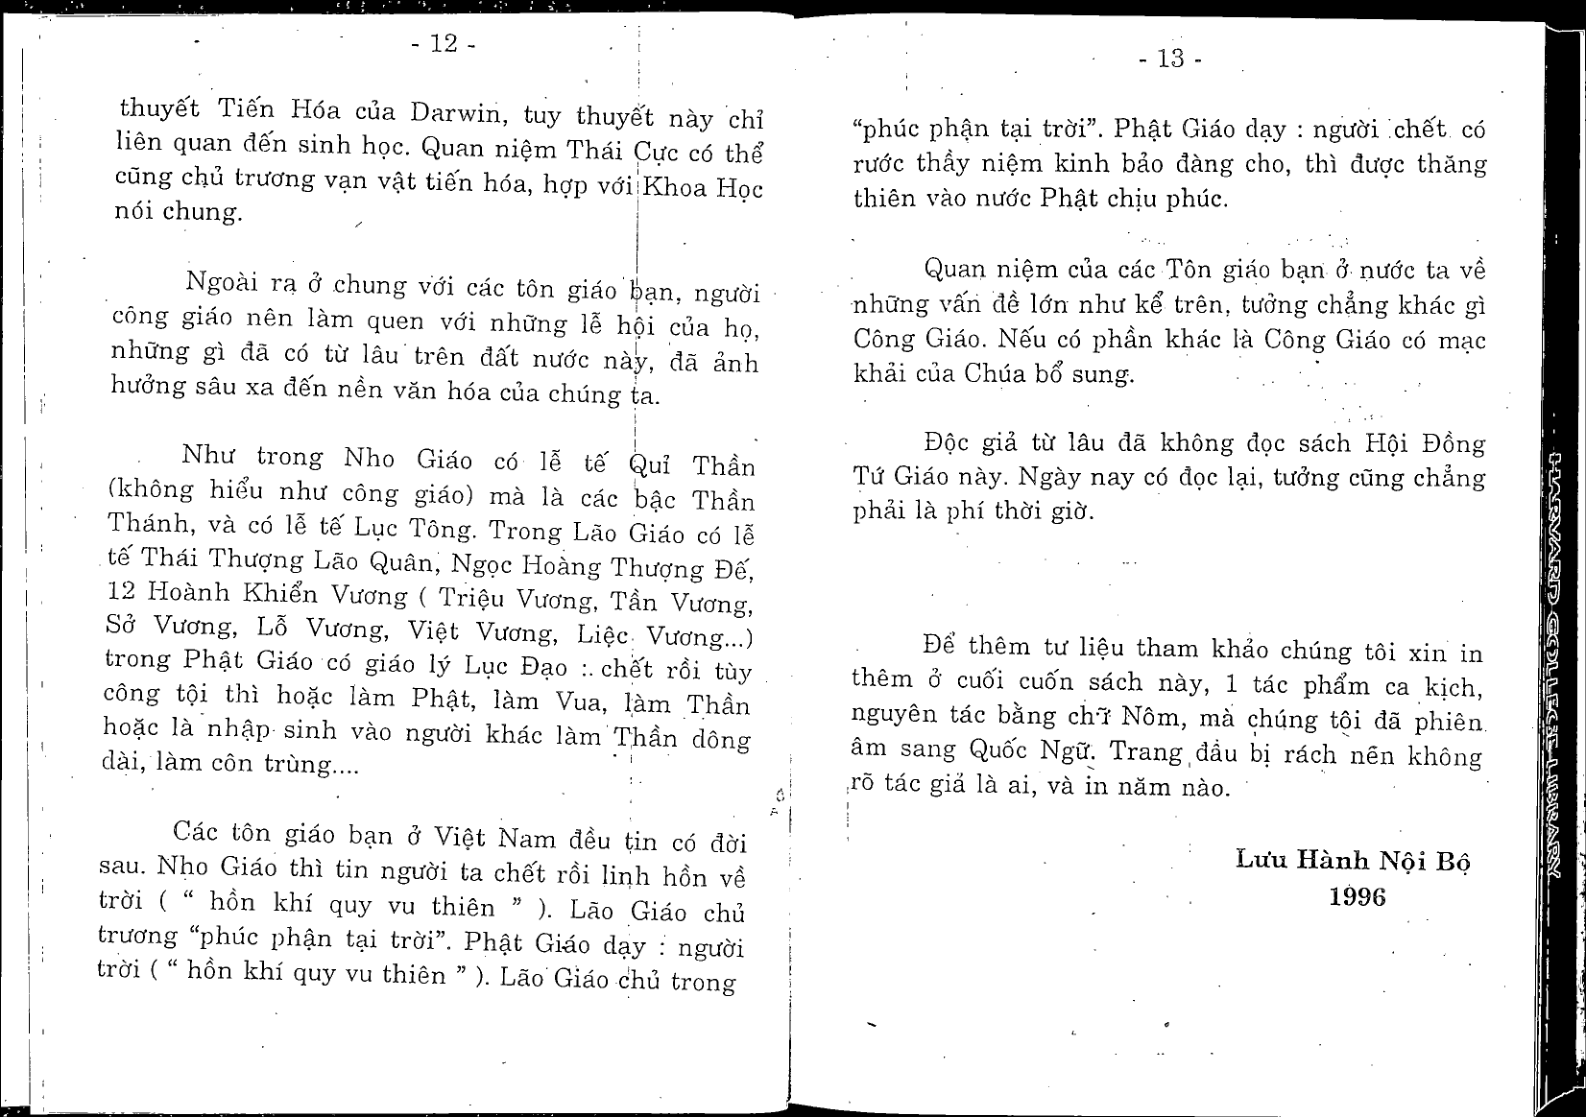 - 12 -
thuyết Tiến Hóa của Darwin, tuy thuyết này chỉ
liên quan đến sinh học. Quan niệm Thái Cực có thể
cũng chủ trương vạn vật tiến hóa, hợp với Khoa Học
nói chung.
Ngoài ra ở chung với các tôn giáo bạn, người
công giáo nên làm quen với những lễ hội của họ,
những gì đã có từ lâu trên đất nước này, đã ảnh
hưởng sâu xa đến nền văn hóa của chúng ta.
Như trong Nho Giáo có lễ tế Quỉ Thần
(không hiểu như công giáo) mà là các bậc Thần
Thánh, và có lễ tế Lục Tông. Trong Lão Giáo có lễ
tế Thái Thượng Lão Quân, Ngọc Hoàng Thượng Đế,
12 Hoành Khiển Vương ( Triệu Vương, Tần Vương,
Sở Vương, Lỗ Vương, Việt Vương, Liệc Vương...)
trong Phật Giáo có giáo lý Lục Đạo : chết rồi tùy
công tội thì hoặc làm Phật, làm Vua, làm Thần
hoặc là nhập sinh vào người khác làm Thần dông
dài, làm côn trùng....
Các tôn giáo bạn ở Việt Nam đều tin có đời
sau. Nho Giáo thì tin người ta chết rồi linh hồn về
trời ( “ hồn khí quy vu thiên ” ). Lão Giáo chủ
trương “phúc phận tại trời”. Phật Giáo dạy : người
trời ( “ hồn khí quy vu thiên ” ). Lão Giáo chủ trong
- 13 -
“phúc phận tại trời”. Phật Giáo dạy : người chết có
rước thầy niệm kinh bảo đàng cho, thì được thăng
thiên vào nước Phật chịu phúc.
Quan niệm của các Tôn giáo bạn ở nước ta về
những vấn đề lớn như kể trên, tưởng chẳng khác gì
Công Giáo. Nếu có phần khác là Công Giáo có mạc
khải của Chúa bổ sung.
Độc giả từ lâu đã không đọc sách Hội Đồng
Tứ Giáo này. Ngày nay có đọc lại, tưởng cũng chẳng
phải là phí thời giờ.
Để thêm tư liệu tham khảo chúng tôi xin in
thêm ở cuối cuốn sách này, 1 tác phẩm ca kịch,
nguyên tác bằng chữ Nôm, mà chúng tôi đã phiên
âm sang Quốc Ngữ. Trang đầu bị rách nên không
rõ tác giả là ai, và in năm nào.
Lưu Hành Nội Bộ
1996
HARVARD COLLEGE LIBRARY